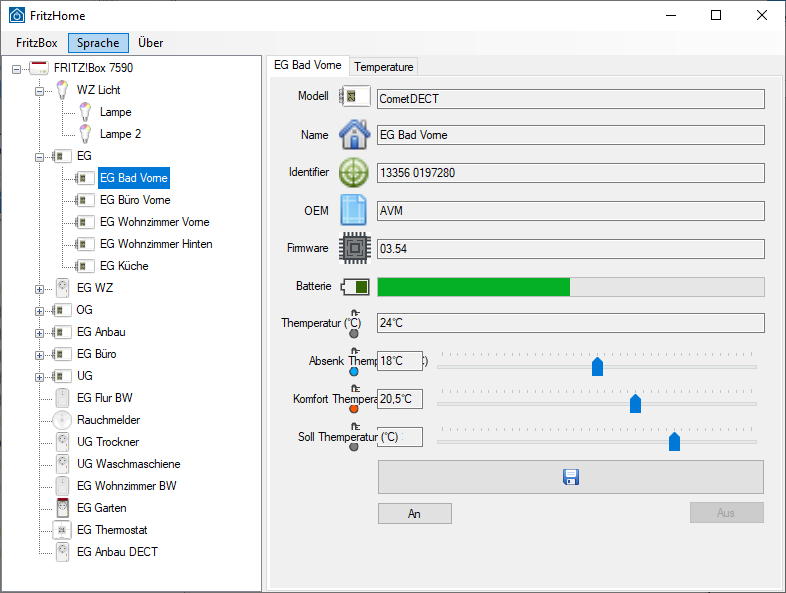 FritzHome
FritzBox Sprache Über
FRITZ!Box 7590
WZ Licht
Lampe
Lampe 2
EG
EG Bad Vorne
EG Büro Vorne
EG Wohnzimmer Vorne
EG Wohnzimmer Hinten
EG Küche
EG WZ
OG
EG Anbau
EG Büro
UG
EG Flur BW
Rauchmelder
UG Trockner
UG Waschmaschiene
EG Wohnzimmer BW
EG Garten
EG Thermostat
EG Anbau DECT
EG Bad Vorne Temperature
Modell CometDECT
Name EG Bad Vorne
Identifier 13356 0197280
OEM AVM
Firmware 03.54
Batterie
Themperatur (°C) 24°C
Absenk Themp 18°C )
Komfort Thempera 20,5°C
Soll Themperatur (°C)
An Aus